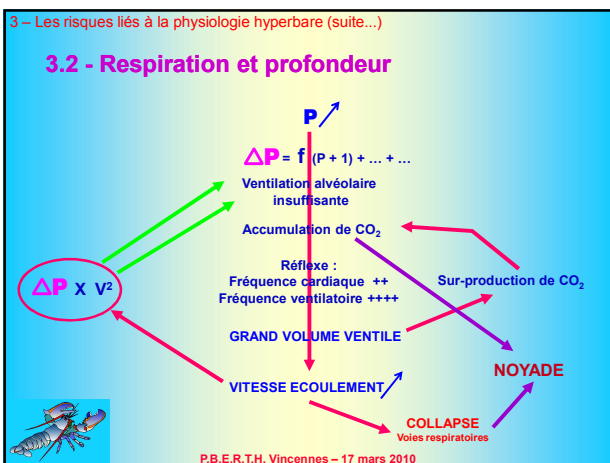 3 – Les risques liés à la physiologie hyperbare (suite...)
3.2 - Respiration et profondeur
P
△P = f (P + 1) + ... + ...
Ventilation alvéolaire
insuffisante
Accumulation de CO₂
Réflexe :
Fréquence cardiaque ++
Fréquence ventilatoire ++++
△P X V²
Sur-production de CO₂
GRAND VOLUME VENTILE
NOYADE
VITESSE ECOULEMENT
COLLAPSE
Voies respiratoires
P.B.E.R.T.H. Vincennes – 17 mars 2010